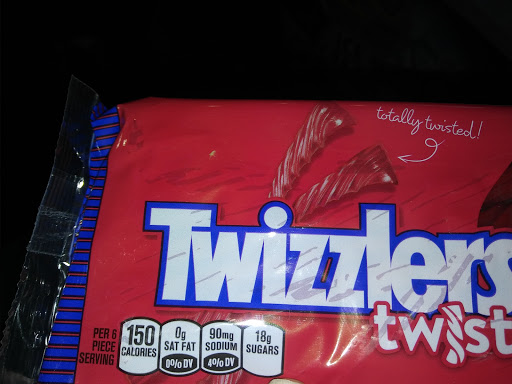 totally twisted!
Twizzlers
twist
PER 6
PIECE
SERVING
150
CALORIES
0g
SAT FAT
0% DV
90mg
SODIUM
4% DV
18g
SUGARS